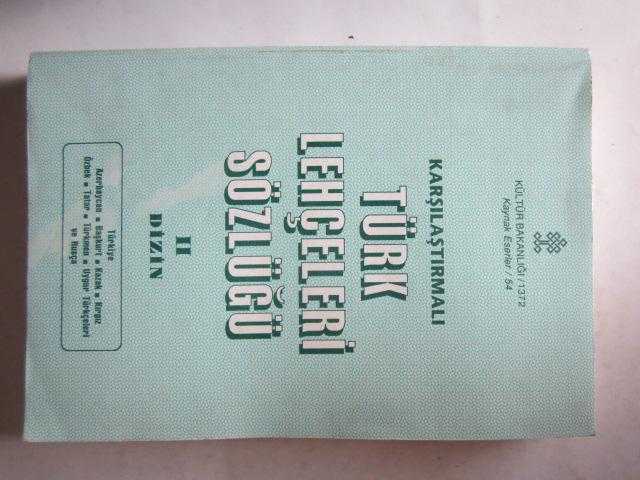 KÜLTÜR BAKANLIĞI / 1372
Kaynak Eserler / 54
KARŞILAŞTIRMALI
TÜRK
LEHÇELERİ
SÖZLÜĞÜ
II
DİZİN
Türkiye
Azerbaycan ■ Başkurt ■ Kazak ■ Kırgız
Özbek ■ Tatar ■ Türkmen ■ Uygur Türkçeleri
ve Rusça